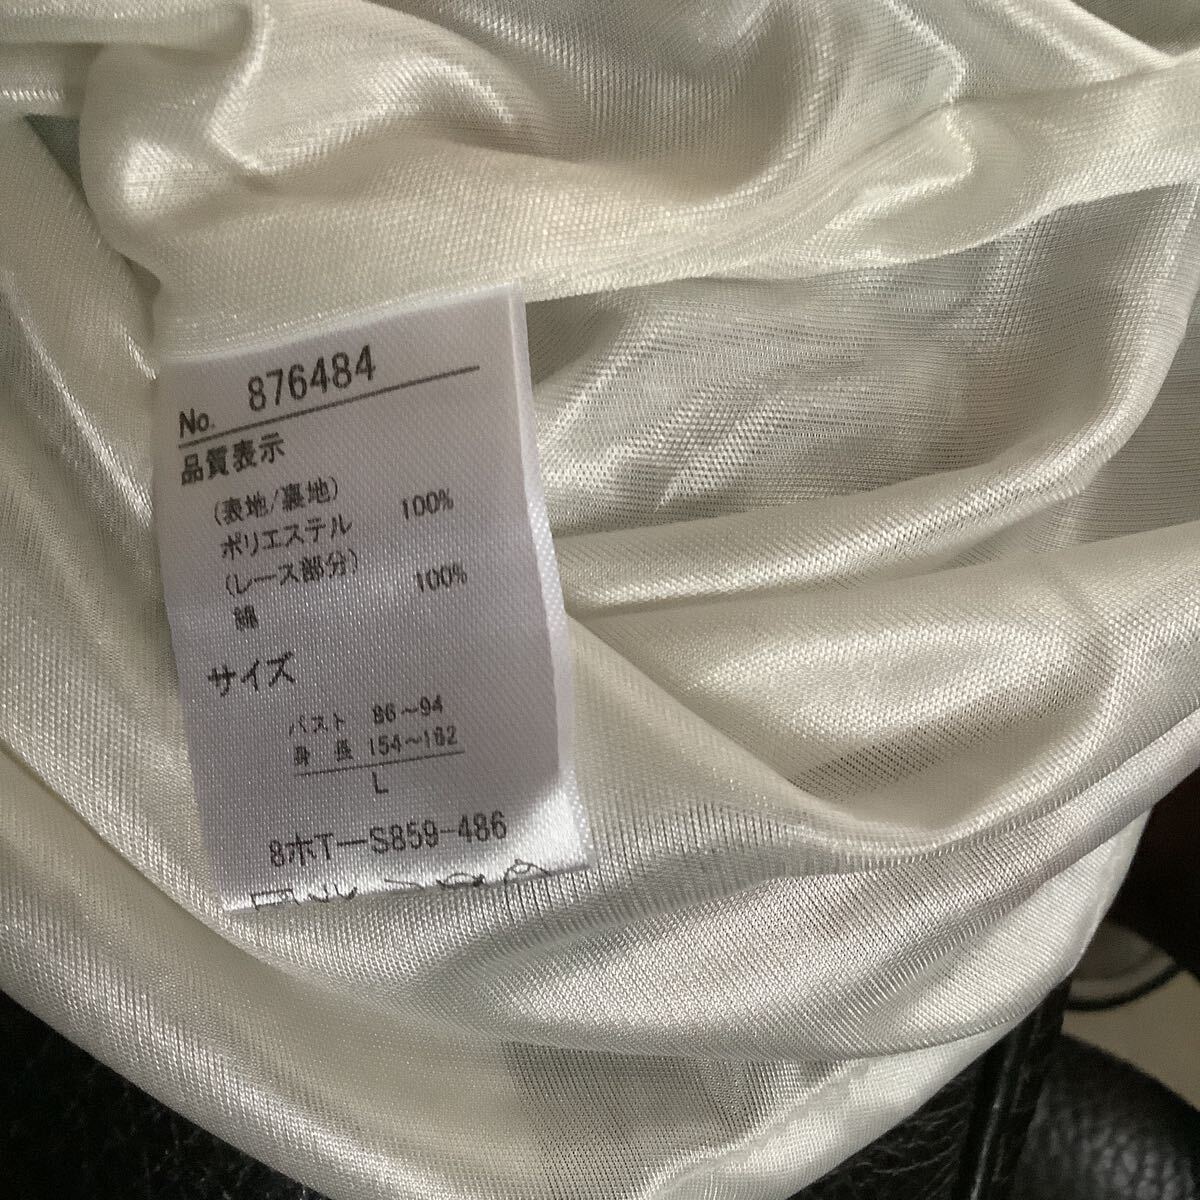 No. 876484
品質表示
(表地/裏地)
ポリエステル 100%
(レース部分)
綿 100%
サイズ
バスト 86～94
身長 154～162
L
8ホT—S859-486